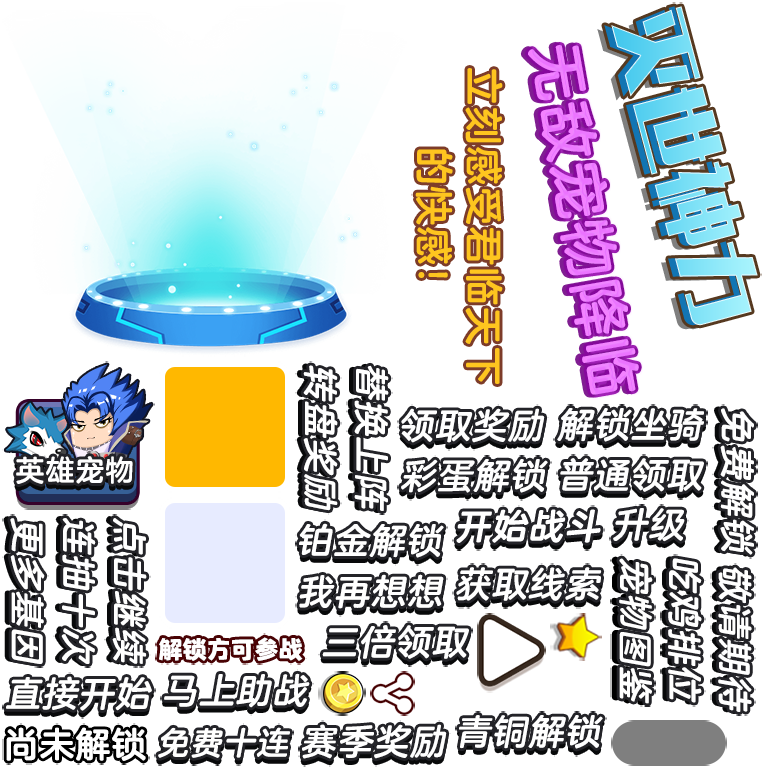 灭世神力
无敌宠物降临
立刻感受君临天下
的快感！
英雄宠物
转盘奖励
替换上阵
领取奖励
解锁坐骑
免费解锁
彩蛋解锁
普通领取
铂金解锁
开始战斗
升级
更多基因
连抽十次
点击继续
我再想想
获取线索
宠物图鉴
吃鸡排位
敬请期待
解锁方可参战
三倍领取
直接开始
马上助战
尚未解锁
免费十连
赛季奖励
青铜解锁